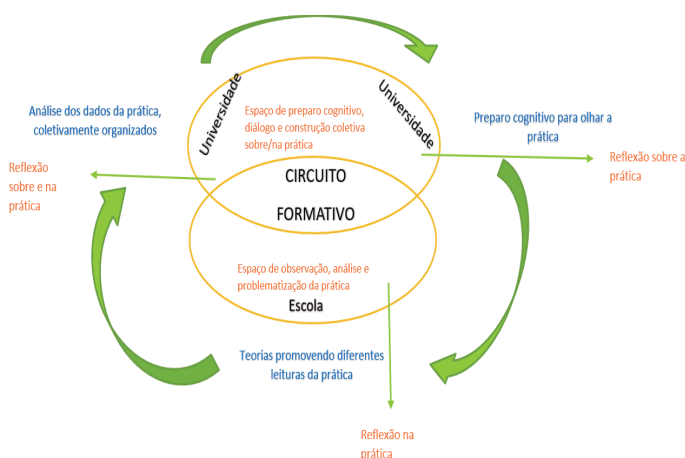 Universidade
Universidade
Análise dos dados da prática,
coletivamente organizados
Espaço de preparo cognitivo,
diálogo e construção coletiva
sobre/na prática
Preparo cognitivo para olhar a
prática
Reflexão sobre a
prática
Reflexão
sobre e na
prática
CIRCUITO
FORMATIVO
Espaço de observação, análise e
problematização da prática
Escola
Teorias promovendo diferentes
leituras da prática
Reflexão na
prática